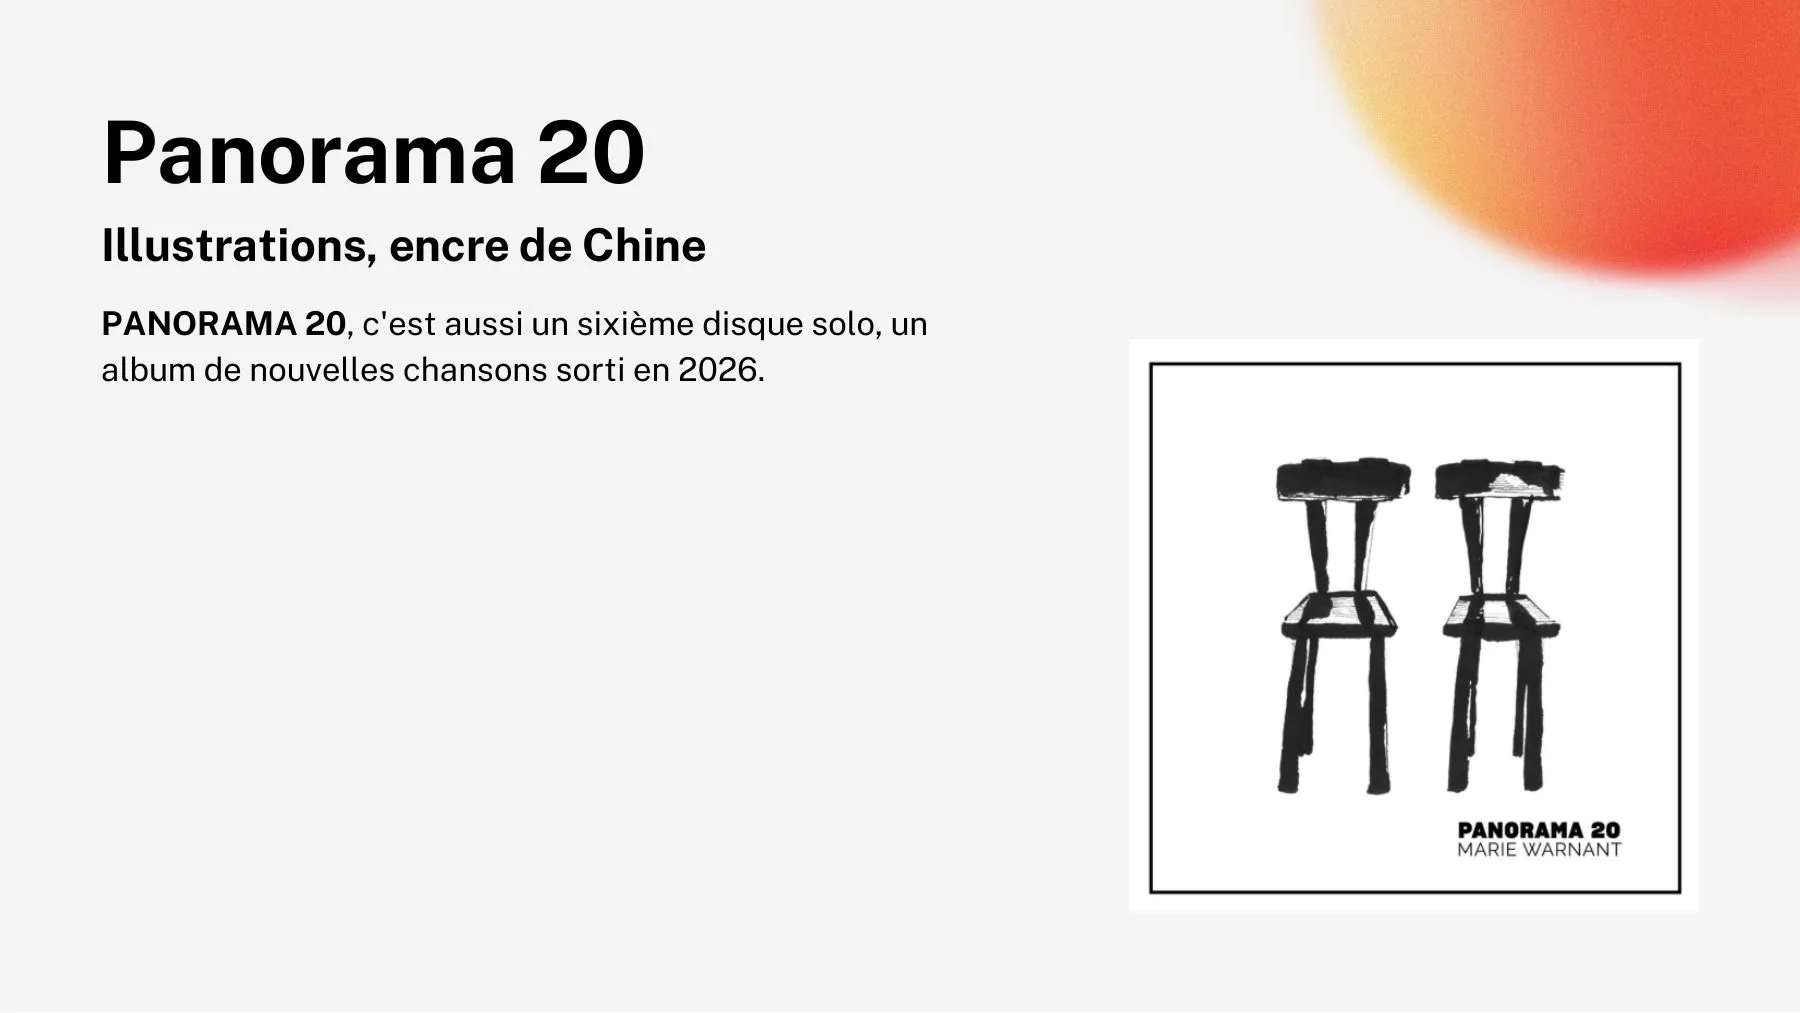 Panorama 20
Illustrations, encre de Chine
PANORAMA 20, c'est aussi un sixième disque solo, un
album de nouvelles chansons sorti en 2026.
PANORAMA 20
MARIE WARNANT